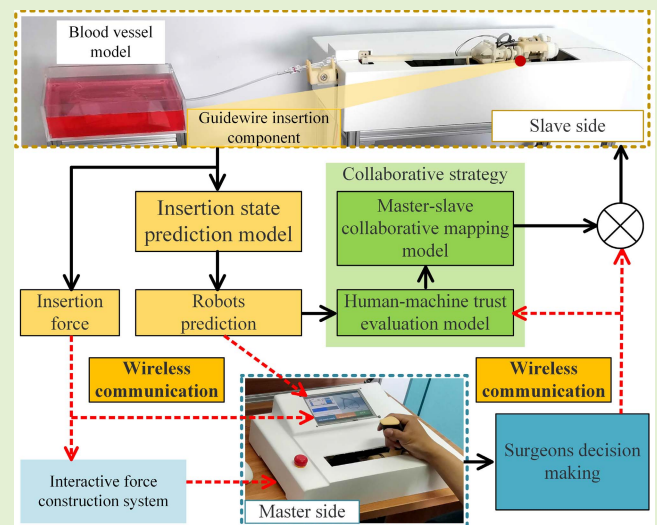 Blood vessel
model
Guidewire insertion
component
Slave side
Collaborative strategy
Insertion state
prediction model
Master-slave
collaborative mapping
model
Insertion
force
Robots
prediction
Human-machine trust
evaluation model
Wireless
communication
Wireless
communication
Surgeons decision
making
Interactive force
construction system
Master side